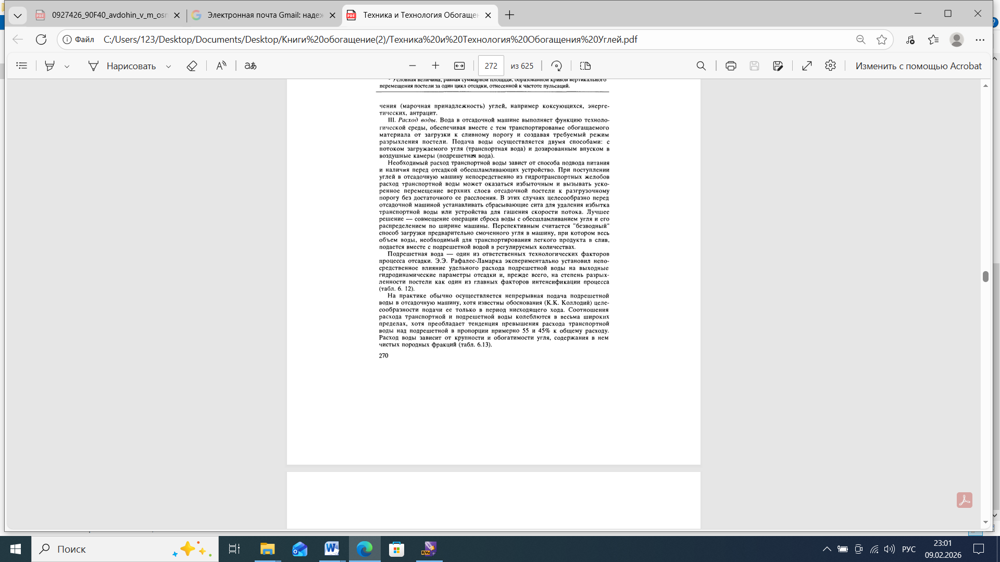 0927426_90F40_avdohin_v_m_osn
Электронная почта Gmail: надеж
Техника и Технология Обогащен
Файл
C:/Users/123/Desktop/Documents/Desktop/Книги%20обогащение(2)/Техника%20и%20Технология%20Обогащения%20Углей.pdf
Нарисовать
аあ
272
из 625
Изменить с помощью Acrobat
* Условная величина, равная суммарной площади, образованной кривой вертикального
перемещения постели за один цикл отсадки, отнесенной к частоте пульсаций.
чения (марочная принадлежность) углей, например коксующихся, энерге-
тических, антрацит.
III. Расход воды. Вода в отсадочной машине выполняет функцию техноло-
гической среды, обеспечивая вместе с тем транспортирование обогащаемого
материала от загрузки к сливному порогу и создавая требуемый режим
разрыхления постели. Подача воды осуществляется двумя способами: с
потоком загружаемого угля (транспортная вода) и дозированным впуском в
воздушные камеры (подрешетная вода).
Необходимый расход транспортной воды завист от способа подвода питания
и наличия перед отсадкой обесшламливающих устройство. При поступлении
углей в отсадочную машину непосредственно из гидротранспортных желобов
расход транспортной воды может оказаться избыточным и вызывать уско-
ренное перемещение верхних слоев отсадочной постели к разгрузочному
порогу без достаточного ее расслоения. В этих случаях целесообразно перед
отсадочной машиной устанавливать сбрасывающие сита для удаления избытка
транспортной воды или устройства для гашения скорости потока. Лучшее
решение — совмещение операции сброса воды с обесшламливанием угля и его
распределением по ширине машины. Перспективным считается "безводный"
способ загрузки предварительно смоченного угля в машину, при котором весь
объем воды, необходимый для транспортирования легкого продукта в слив,
подается вместе с подрешетной водой в регулируемых количествах.
Подрешетная вода — один из ответственных технологических факторов
процесса отсадки. Э.Э. Рафалес-Ламарка экспериментально установил непо-
средственное влияние удельного расхода подрешетной воды на выходные
гидродинамические параметры отсадки и, прежде всего, на степень разрых-
ленности постели как один из главных факторов интенсификации процесса
(табл. 6. 12).
На практике обычно осуществляется непрерывная подача подрешетной
воды в отсадочную машину, хотя известны обоснования (К.К. Коллодий) целе-
сообразности подачи ее только в период нисходящего хода. Соотношения
расхода транспортной и подрешетной воды колеблются в весьма широких
пределах, хотя преобладает тенденция превышения расхода транспортной
воды над подрешетной в пропорции примерно 55 и 45% к общему расходу.
Расход воды зависит от крупности и обогатимости угля, содержания в нем
чистых породных фракций (табл. 6.13).
270
Поиск
РУС
23:01
09.02.2026